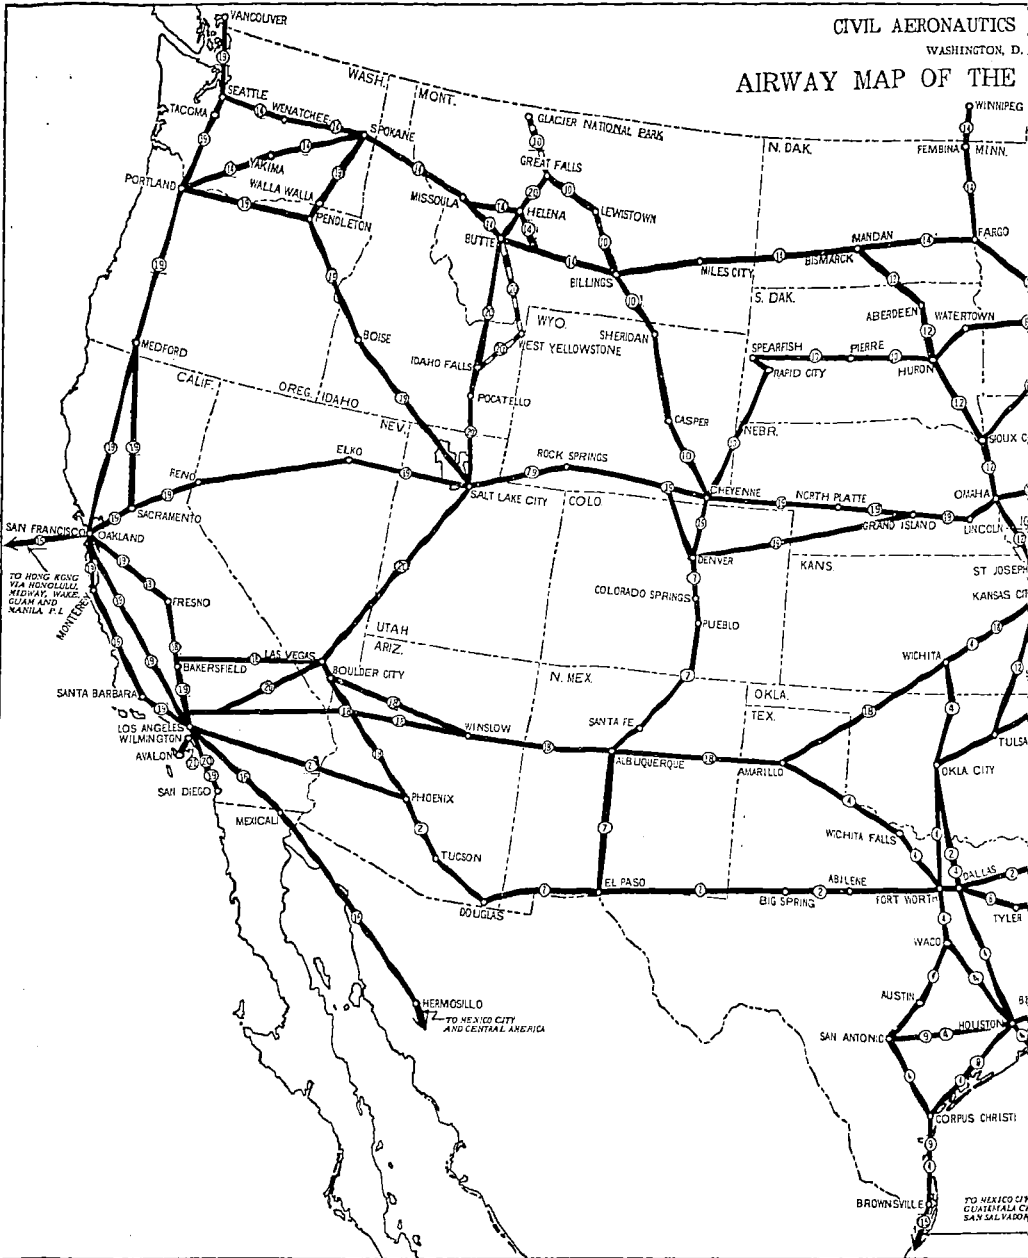 CIVIL AERONAUTICS
WASHINGTON, D.
AIRWAY MAP OF THE
VANCOUVER
WASH.
MONT.
SEATTLE
TACOMA
WENATCHEE
SPOKANE
GLACIER NATIONAL PARK
N. DAK.
WINNIPEG
PEMBINA
MINN.
YAKIMA
PORTLAND
WALLA WALLA
PENDLETON
MISSOULA
GREAT FALLS
HELENA
LEWISTOWN
BUTTE
BILLINGS
MILES CITY
BISMARCK
MANDAN
FARGO
S. DAK.
ABERDEEN
WATERTOWN
WYO.
SHERIDAN
WEST YELLOWSTONE
SPEARFISH
PIERRE
RAPID CITY
HURON
MEDFORD
BOISE
IDAHO FALLS
POCATELLO
CALIF.
OREG.
IDAHO
NEV.
CASPER
NEBR.
SIOUX C
ELKO
RENO
ROCK SPRINGS
SALT LAKE CITY
COLO
CHEYENNE
NORTH PLATTE
GRAND ISLAND
OMAHA
LINCOLN
SACRAMENTO
SAN FRANCISCO
OAKLAND
DENVER
KANS.
ST JOSEPH
TO HONG KONG
VIA HONOLULU,
MIDWAY, WAKE,
GUAM AND
MANILA P.I.
MONTEREY
FRESNO
COLORADO SPRINGS
PUEBLO
KANSAS CIT
UTAH
ARIZ.
LAS VEGAS
BAKERSFIELD
BOULDER CITY
WICHITA
N. MEX.
OKLA.
TEX.
SANTA BARBARA
LOS ANGELES
WILMINGTON
AVALON
SAN DIEGO
WINSLOW
SANTA FE
ALBUQUERQUE
AMARILLO
TULSA
OKLA CITY
MEXICALI
PHOENIX
TUCSON
DOUGLAS
EL PASO
WICHITA FALLS
BIG SPRING
ABILENE
FORT WORTH
DALLAS
TYLER
WACO
HERMOSILLO
TO MEXICO CITY
AND CENTRAL AMERICA
AUSTIN
SAN ANTONIO
HOUSTON
BE
CORPUS CHRISTI
BROWNSVILLE
TO MEXICO CIT
GUATEMALA C
SAN SALVADOR